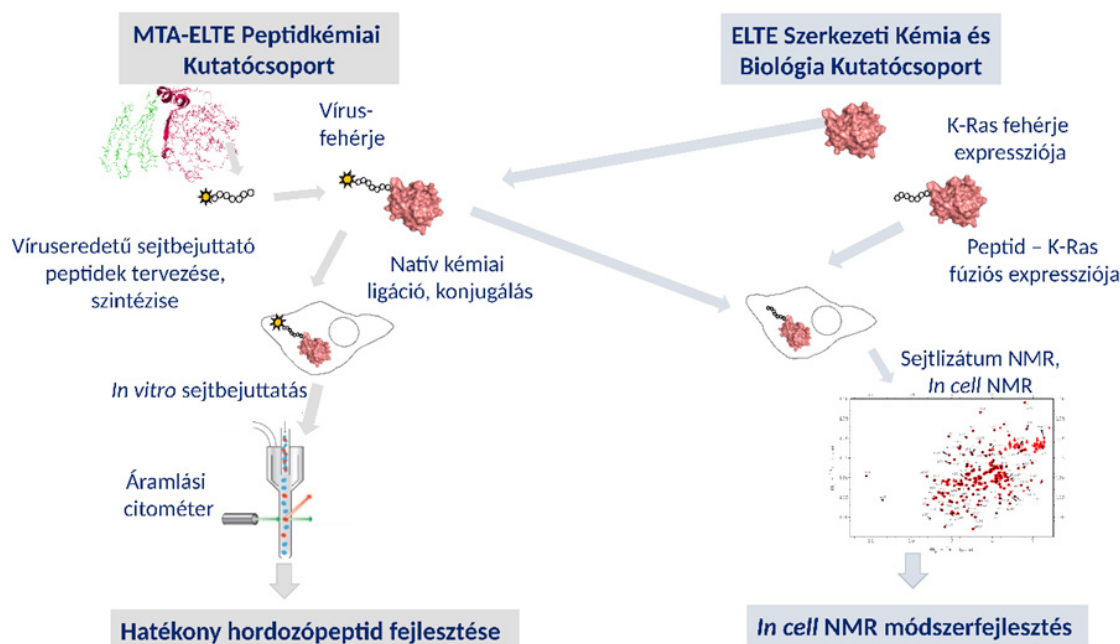 MTA-ELTE Peptidkémiai
Kutatócsoport
ELTE Szerkezeti Kémia és
Biológia Kutatócsoport
Vírus-
fehérje
K-Ras fehérje
expressziója
Víruseredetű sejtbejuttató
peptidek tervezése,
szintézise
Natív kémiai
ligáció, konjugálás
Peptid – K-Ras
fúziós expressziója
In vitro sejtbejuttatás
Sejtlizátum NMR,
In cell NMR
Áramlási
citométer
Hatékony hordozópeptid fejlesztése
In cell NMR módszerfejlesztés